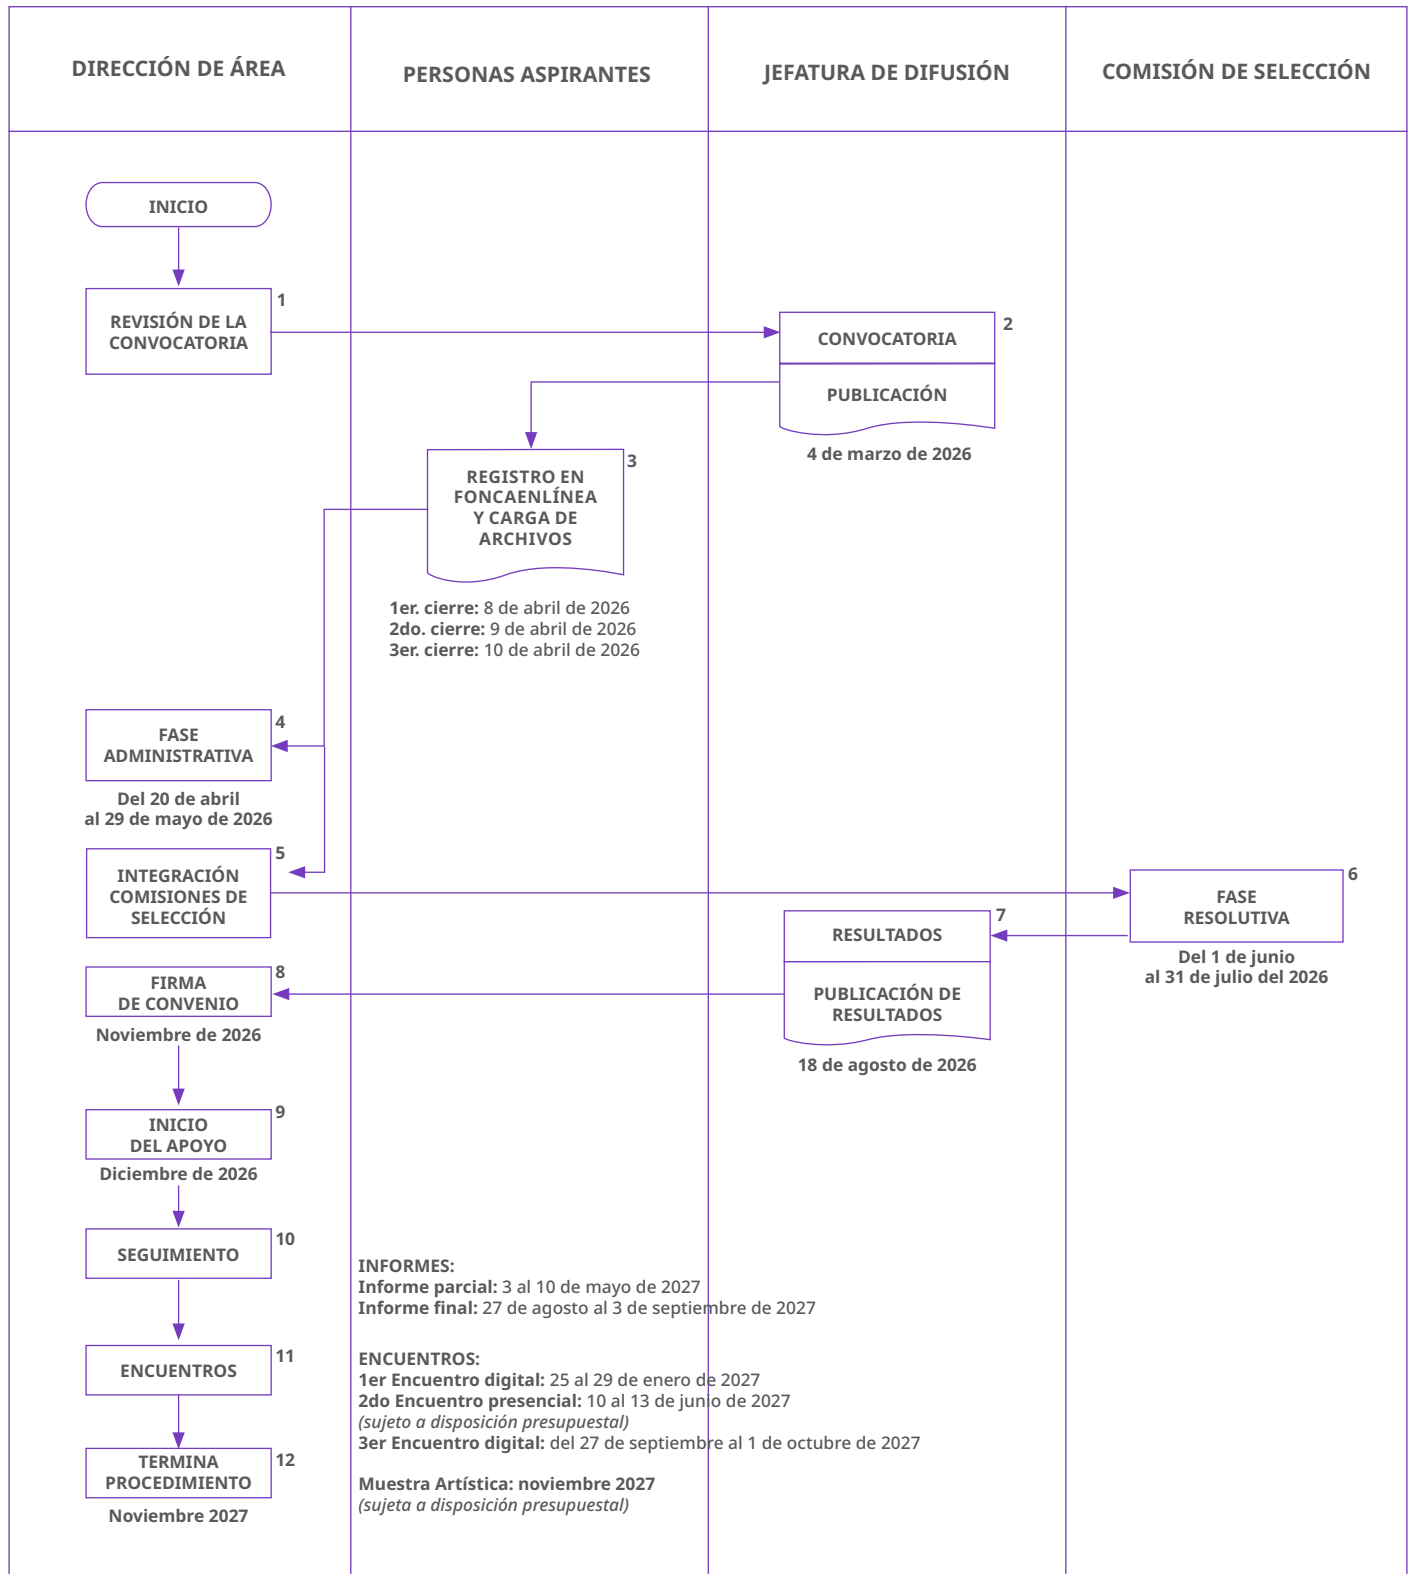 DIRECCIÓN DE ÁREA
PERSONAS ASPIRANTES
JEFATURA DE DIFUSIÓN
COMISIÓN DE SELECCIÓN
INICIO
1
REVISIÓN DE LA
CONVOCATORIA
2
CONVOCATORIA
PUBLICACIÓN
4 de marzo de 2026
3
REGISTRO EN
FONCAENLÍNEA
Y CARGA DE
ARCHIVOS
1er. cierre: 8 de abril de 2026
2do. cierre: 9 de abril de 2026
3er. cierre: 10 de abril de 2026
4
FASE
ADMINISTRATIVA
Del 20 de abril
al 29 de mayo de 2026
5
INTEGRACIÓN
COMISIONES DE
SELECCIÓN
6
FASE
RESOLUTIVA
Del 1 de junio
al 31 de julio del 2026
7
RESULTADOS
PUBLICACIÓN DE
RESULTADOS
18 de agosto de 2026
8
FIRMA
DE CONVENIO
Noviembre de 2026
9
INICIO
DEL APOYO
Diciembre de 2026
10
SEGUIMIENTO
INFORMES:
Informe parcial: 3 al 10 de mayo de 2027
Informe final: 27 de agosto al 3 de septiembre de 2027
11
ENCUENTROS
ENCUENTROS:
1er Encuentro digital: 25 al 29 de enero de 2027
2do Encuentro presencial: 10 al 13 de junio de 2027
(sujeto a disposición presupuestal)
3er Encuentro digital: del 27 de septiembre al 1 de octubre de 2027
12
TERMINA
PROCEDIMIENTO
Noviembre 2027
Muestra Artística: noviembre 2027
(sujeta a disposición presupuestal)